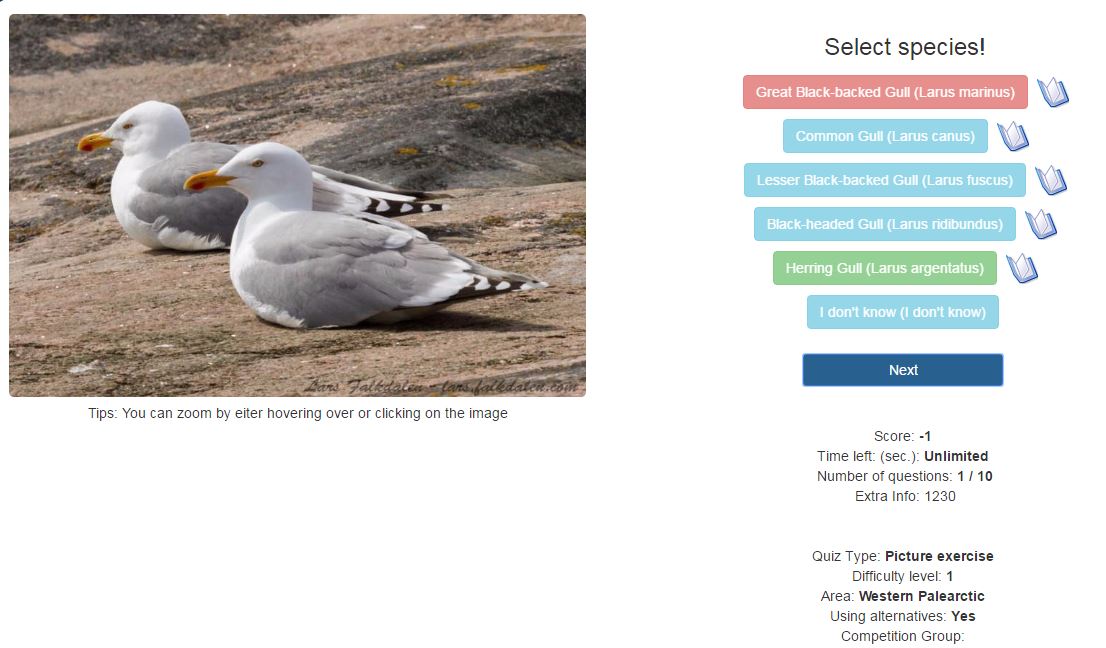 Select species!
Great Black-backed Gull (Larus marinus)
Common Gull (Larus canus)
Lesser Black-backed Gull (Larus fuscus)
Black-headed Gull (Larus ridibundus)
Herring Gull (Larus argentatus)
I don't know (I don't know)
Next
Lars Falkdalen - lars.falkdalen.com
Tips: You can zoom by eiter hovering over or clicking on the image
Score: -1
Time left: (sec.): Unlimited
Number of questions: 1 / 10
Extra Info: 1230
Quiz Type: Picture exercise
Difficulty level: 1
Area: Western Palearctic
Using alternatives: Yes
Competition Group: